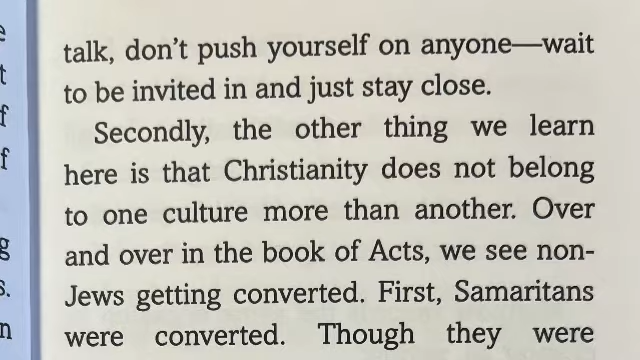 talk, don't push yourself on anyone—wait
to be invited in and just stay close.
Secondly, the other thing we learn
here is that Christianity does not belong
to one culture more than another. Over
and over in the book of Acts, we see non-
Jews getting converted. First, Samaritans
were converted. Though they were